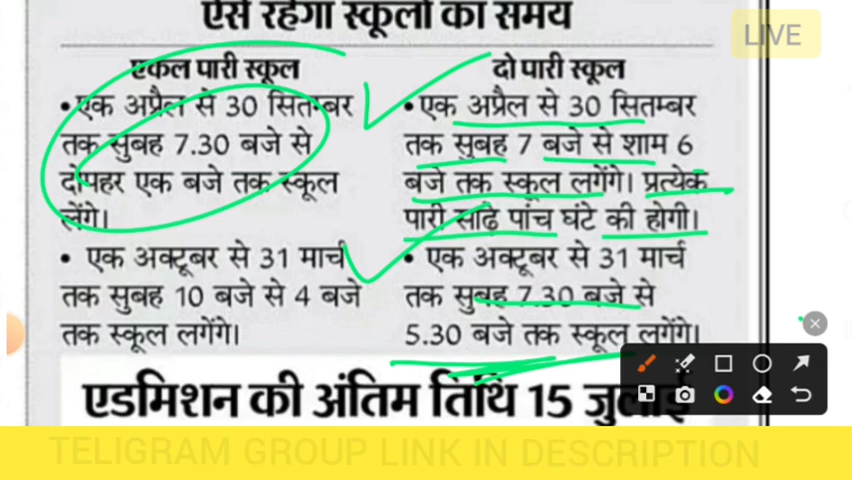 ऐसे रहेगा स्कूलों का समय
LIVE
एकल पारी स्कूल
• एक अप्रैल से 30 सितम्बर
तक सुबह 7.30 बजे से
दोपहर एक बजे तक स्कूल
लेंगे।
• एक अक्टूबर से 31 मार्च
तक सुबह 10 बजे से 4 बजे
तक स्कूल लगेंगे।
दो पारी स्कूल
• एक अप्रैल से 30 सितम्बर
तक सुबह 7 बजे से शाम 6
बजे तक स्कूल लगेंगे। प्रत्येक
पारी साढ़े पांच घंटे की होगी।
• एक अक्टूबर से 31 मार्च
तक सुबह 7.30 बजे से
5.30 बजे तक स्कूल लगेंगे।
एडमिशन की अंतिम तिथि 15 जुलाई
TELIGRAM GROUP LINK IN DESCRIPTION